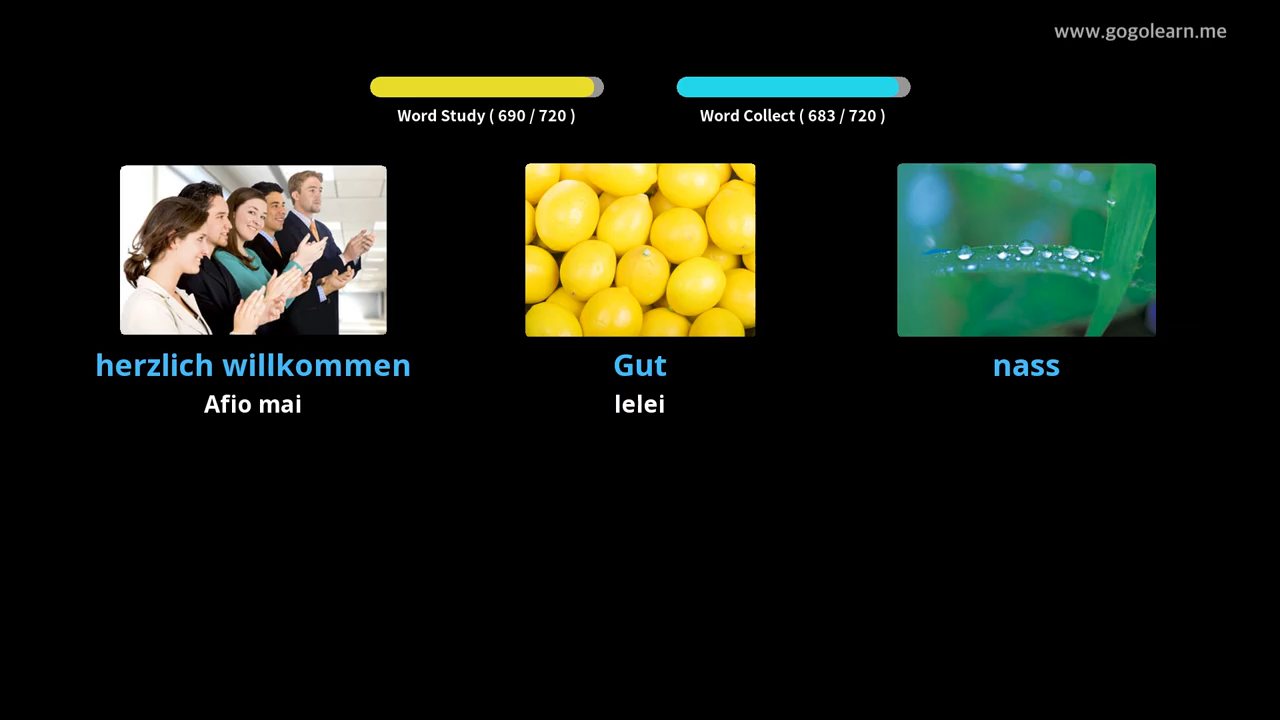 www.gogolearn.me
Word Study ( 690 / 720 )
Word Collect ( 683 / 720 )
herzlich willkommen
Afio mai
Gut
lelei
nass